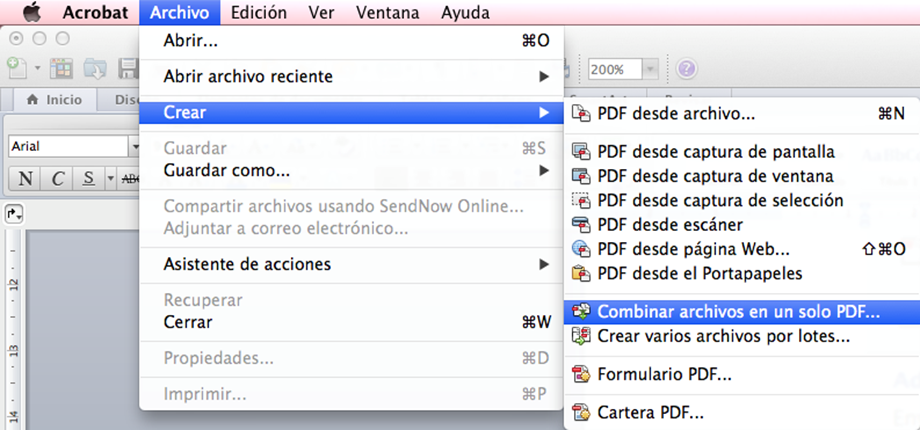 Acrobat Archivo Edición Ver Ventana Ayuda
Abrir... ⌘O
200% ?
Abrir archivo reciente
Inicio
Crear
PDF desde archivo... ⌘N
Arial
Guardar ⌘S
PDF desde captura de pantalla
Guardar como...
PDF desde captura de ventana
N C S ABC
PDF desde captura de selección
Compartir archivos usando SendNow Online...
Adjuntar a correo electrónico...
PDF desde escáner
PDF desde página Web... ⇧⌘O
Asistente de acciones
PDF desde el Portapapeles
12
Recuperar
Combinar archivos en un solo PDF...
Cerrar ⌘W
Crear varios archivos por lotes...
13
Propiedades... ⌘D
Formulario PDF...
Imprimir... ⌘P
Cartera PDF...
14